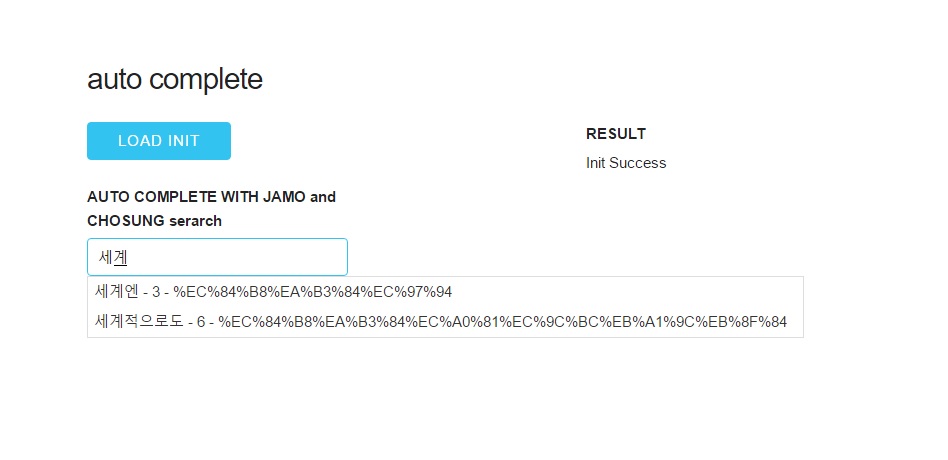 auto complete
LOAD INIT
RESULT
Init Success
AUTO COMPLETE WITH JAMO and
CHOSUNG serarch
세계
세계엔 - 3 - %EC%84%B8%EA%B3%84%EC%97%94
세계적으로도 - 6 - %EC%84%B8%EA%B3%84%EC%A0%81%EC%9C%BC%EB%A1%9C%EB%8F%84